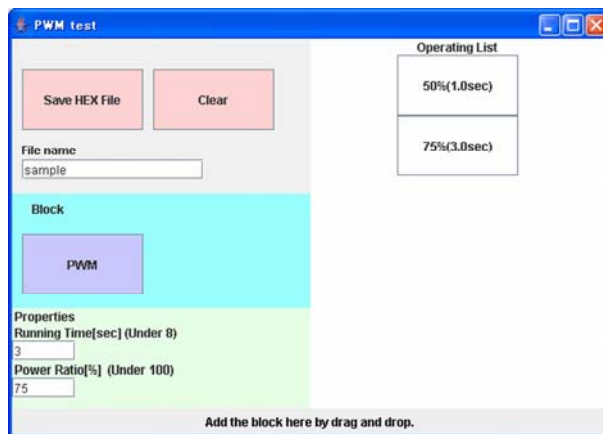 PWM test
Save HEX File
Clear
File name
sample
Block
PWM
Properties
Running Time[sec] (Under 8)
3
Power Ratio[%] (Under 100)
75
Operating List
50%(1.0sec)
75%(3.0sec)
Add the block here by drag and drop.